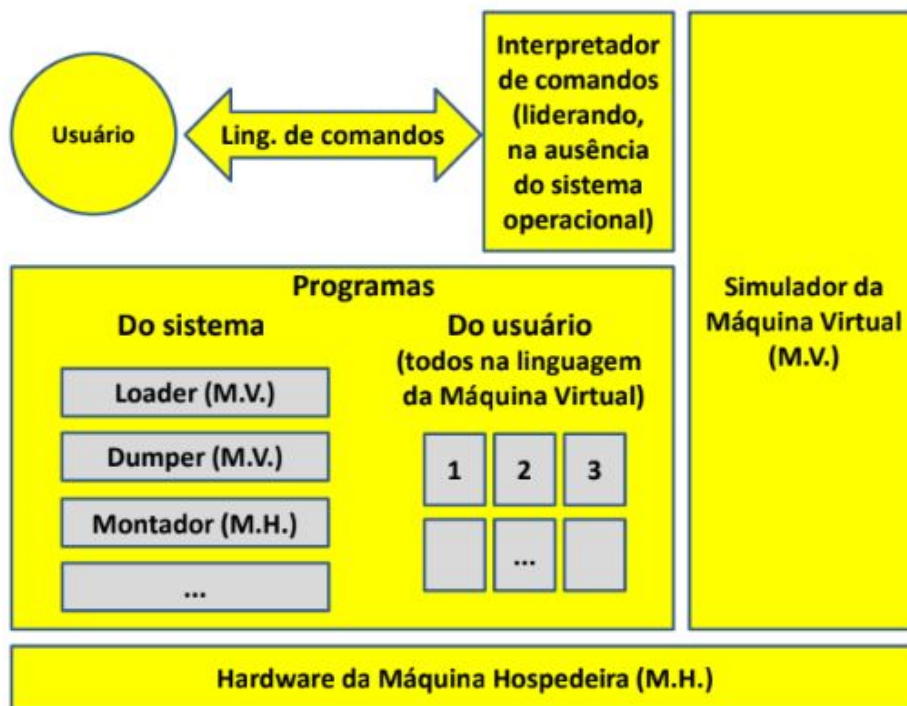 Usuário
Ling. de comandos
Interpretador
de comandos
(liderando,
na ausência
do sistema
operacional)
Simulador da
Máquina Virtual
(M.V.)
Programas
Do sistema
Loader (M.V.)
Dumper (M.V.)
Montador (M.H.)
...
Do usuário
(todos na linguagem
da Máquina Virtual)
1
2
3
...
Hardware da Máquina Hospedeira (M.H.)